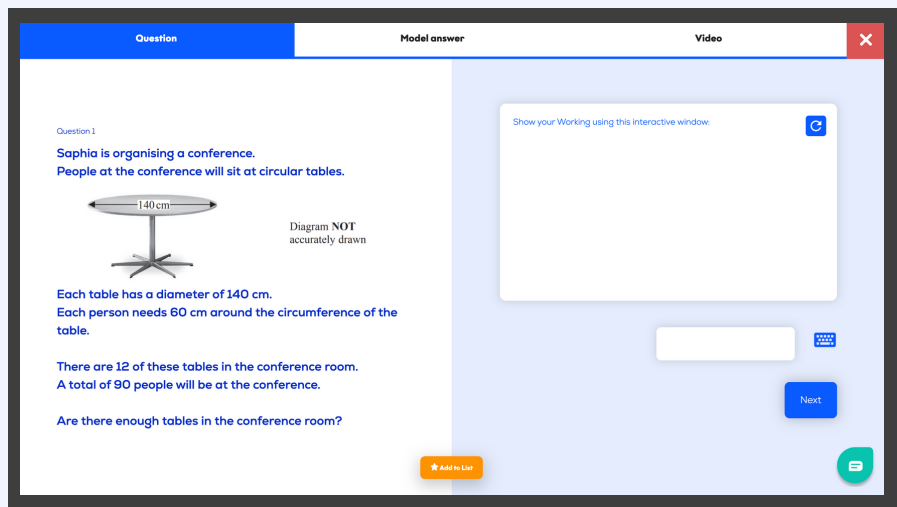 Question
Model answer
Video
Question 1
Saphia is organising a conference.
People at the conference will sit at circular tables.
140 cm
Diagram NOT
accurately drawn
Each table has a diameter of 140 cm.
Each person needs 60 cm around the circumference of the
table.
There are 12 of these tables in the conference room.
A total of 90 people will be at the conference.
Are there enough tables in the conference room?
Show your Working using this interactive window:
Next
Add to List